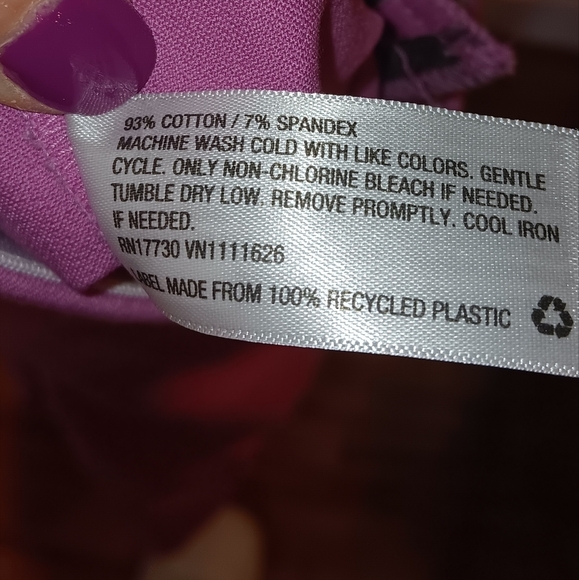 93% COTTON / 7% SPANDEX
MACHINE WASH COLD WITH LIKE COLORS. GENTLE
CYCLE. ONLY NON-CHLORINE BLEACH IF NEEDED.
TUMBLE DRY LOW. REMOVE PROMPTLY. COOL IRON
IF NEEDED.
RN17730 VN1111626
LABEL MADE FROM 100% RECYCLED PLASTIC